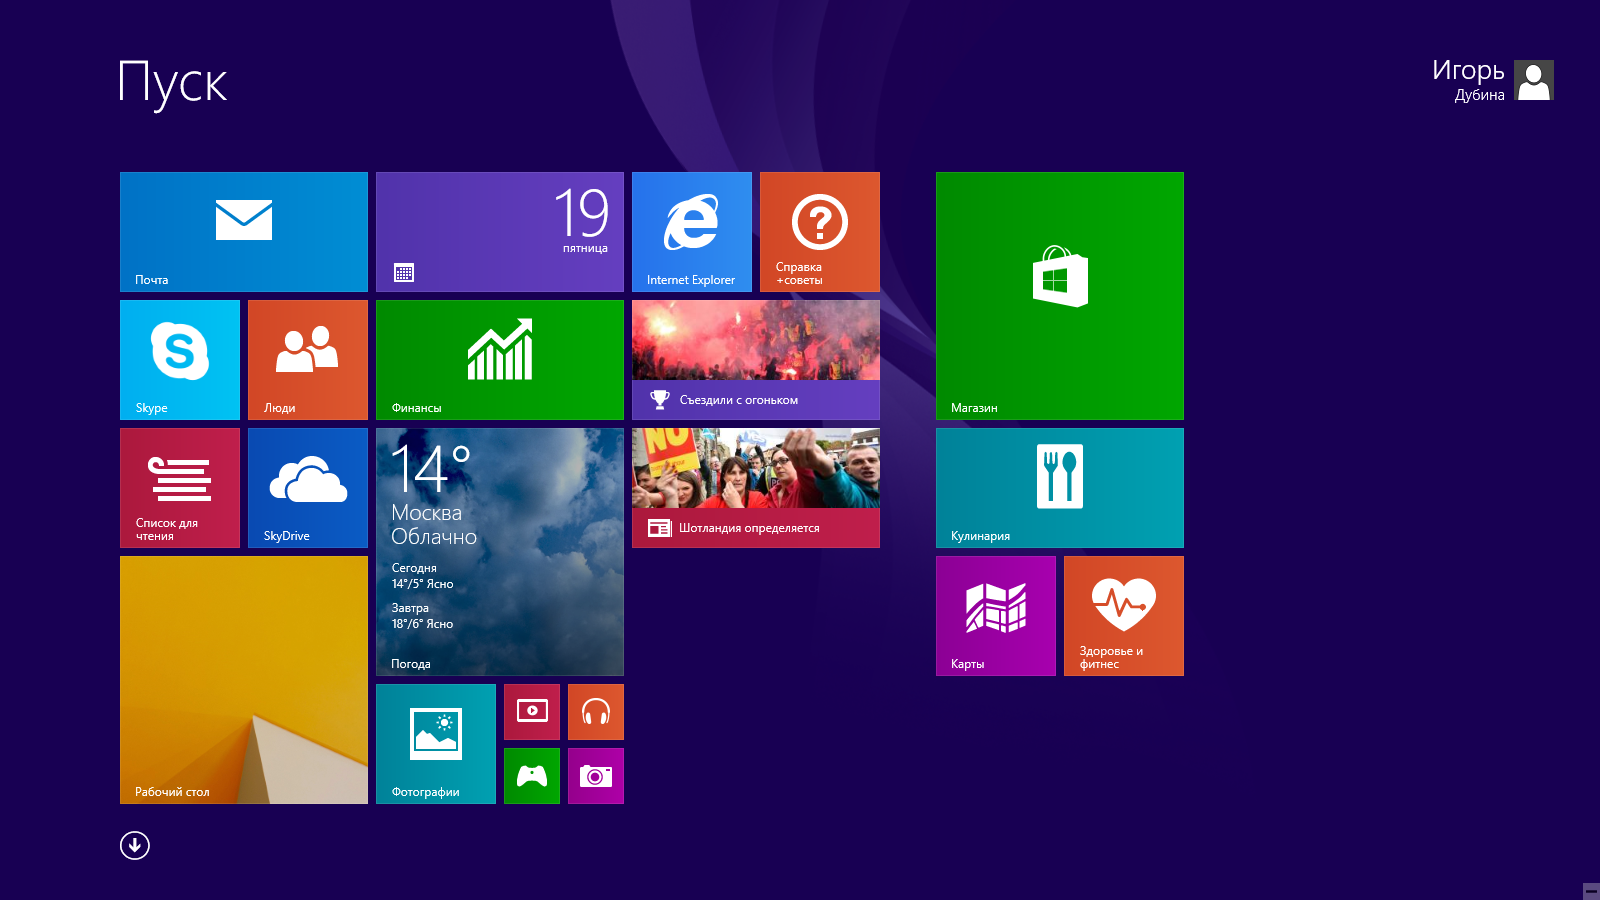 Пуск
Игорь
Дубина
Почта
19
пятница
Internet Explorer
Справка
+советы
Skype
Люди
Финансы
Съездили с огоньком
Магазин
Список для
чтения
SkyDrive
14°
Москва
Облачно
Сегодня
14°/5° Ясно
Завтра
18°/6° Ясно
Погода
NO
Шотландия определяется
Кулинария
Карты
Здоровье и
фитнес
Рабочий стол
Фотографии